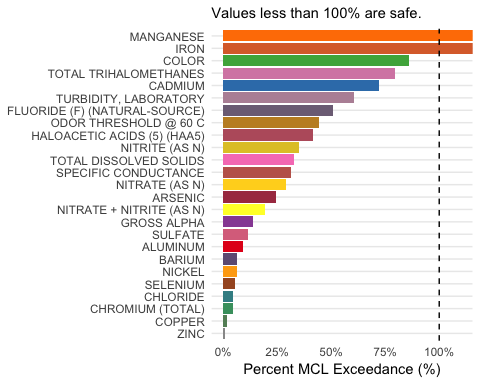 Values less than 100% are safe.
MANGANESE
IRON
COLOR
TOTAL TRIHALOMETHANES
CADMIUM
TURBIDITY, LABORATORY
FLUORIDE (F) (NATURAL-SOURCE)
ODOR THRESHOLD @ 60 C
HALOACETIC ACIDS (5) (HAA5)
NITRITE (AS N)
TOTAL DISSOLVED SOLIDS
SPECIFIC CONDUCTANCE
NITRATE (AS N)
ARSENIC
NITRATE + NITRITE (AS N)
GROSS ALPHA
SULFATE
ALUMINUM
BARIUM
NICKEL
SELENIUM
CHLORIDE
CHROMIUM (TOTAL)
COPPER
ZINC
0% 25% 50% 75% 100%
Percent MCL Exceedance (%)